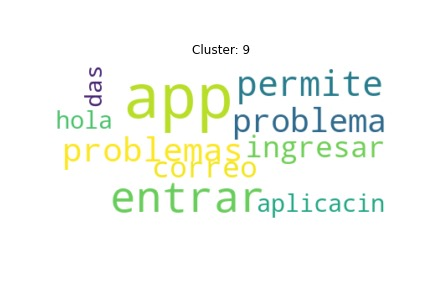 Cluster: 9
das
app
permite
hola
problema
problemas
ingresar
correo
entrar
aplicacin